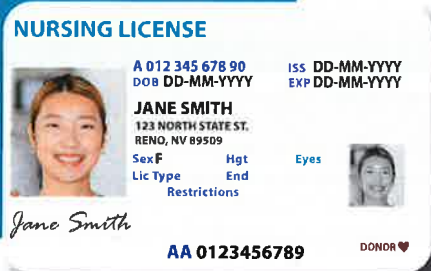 NURSING LICENSE
A 012 345 678 90 ISS DD-MM-YYYY
DOB DD-MM-YYYY EXP DD-MM-YYYY
JANE SMITH
123 NORTH STATE ST.
RENO, NV 89509
Sex F Hgt Eyes
Lic Type End
Restrictions
Jane Smith
AA 0123456789
DONOR